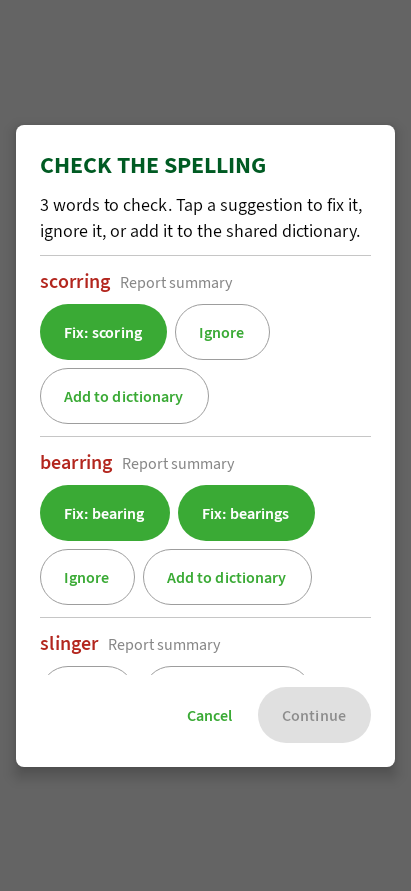 CHECK THE SPELLING
3 words to check. Tap a suggestion to fix it,
ignore it, or add it to the shared dictionary.
scorring Report summary
Fix: scoring Ignore
Add to dictionary
bearring Report summary
Fix: bearing Fix: bearings
Ignore Add to dictionary
slinger Report summary
Cancel Continue